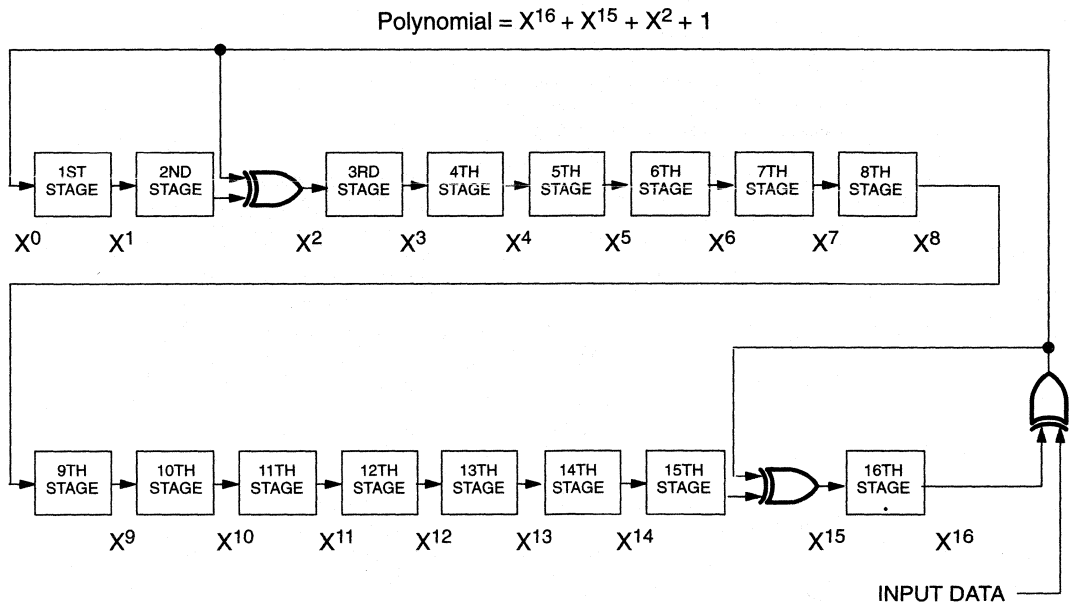 Polynomial = X¹⁶ + X¹⁵ + X² + 1
1ST STAGE
2ND STAGE
3RD STAGE
4TH STAGE
5TH STAGE
6TH STAGE
7TH STAGE
8TH STAGE
X⁰ X¹ X² X³ X⁴ X⁵ X⁶ X⁷ X⁸
9TH STAGE
10TH STAGE
11TH STAGE
12TH STAGE
13TH STAGE
14TH STAGE
15TH STAGE
16TH STAGE
X⁹ X¹⁰ X¹¹ X¹² X¹³ X¹⁴ X¹⁵ X¹⁶
INPUT DATA